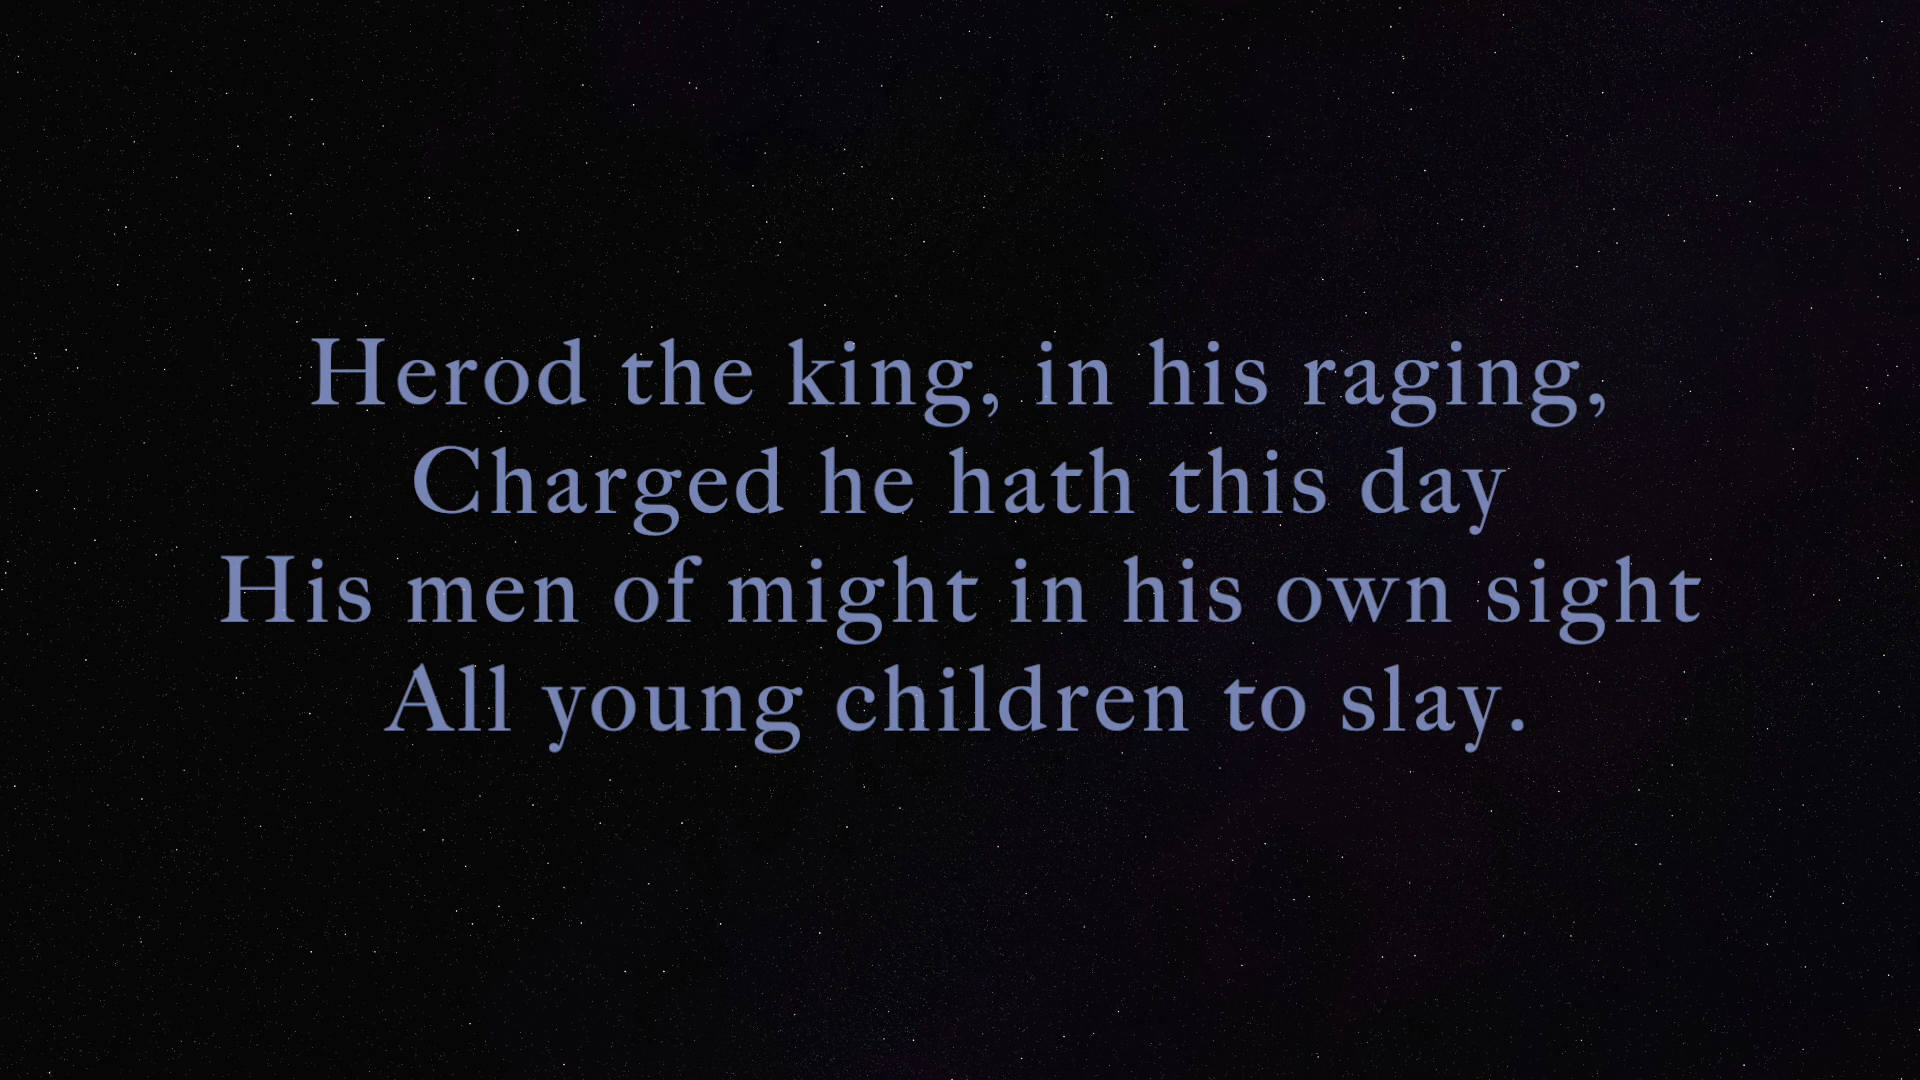 Herod the king, in his raging,
Charged he hath this day
His men of might in his own sight
All young children to slay.